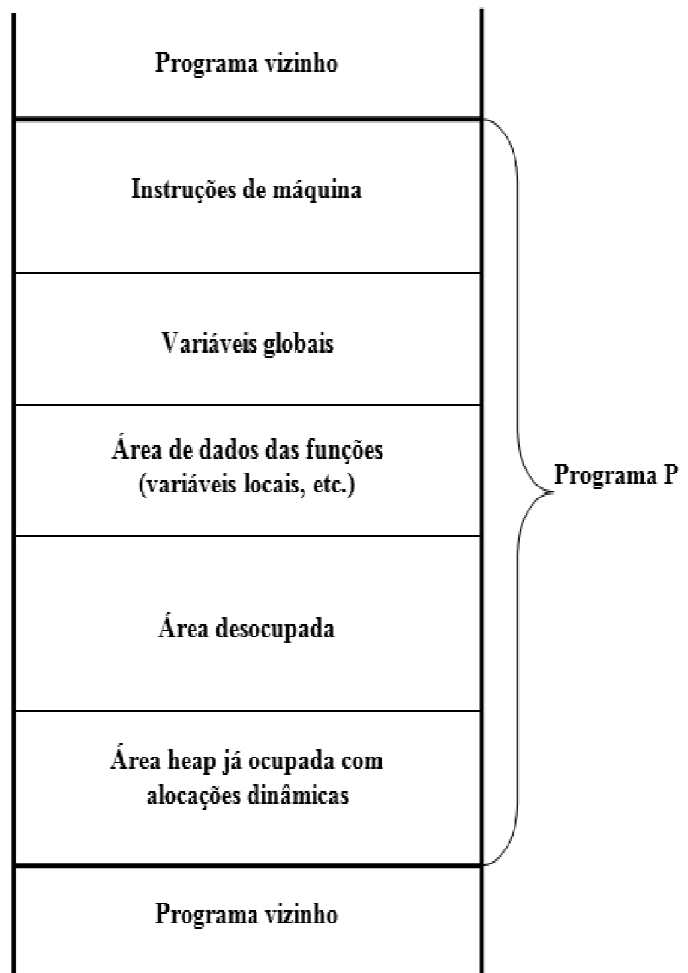 Programa vizinho
Instruções de máquina
Variáveis globais
Área de dados das funções
(variáveis locais, etc.)
Programa P
Área desocupada
Área heap já ocupada com
alocações dinâmicas
Programa vizinho